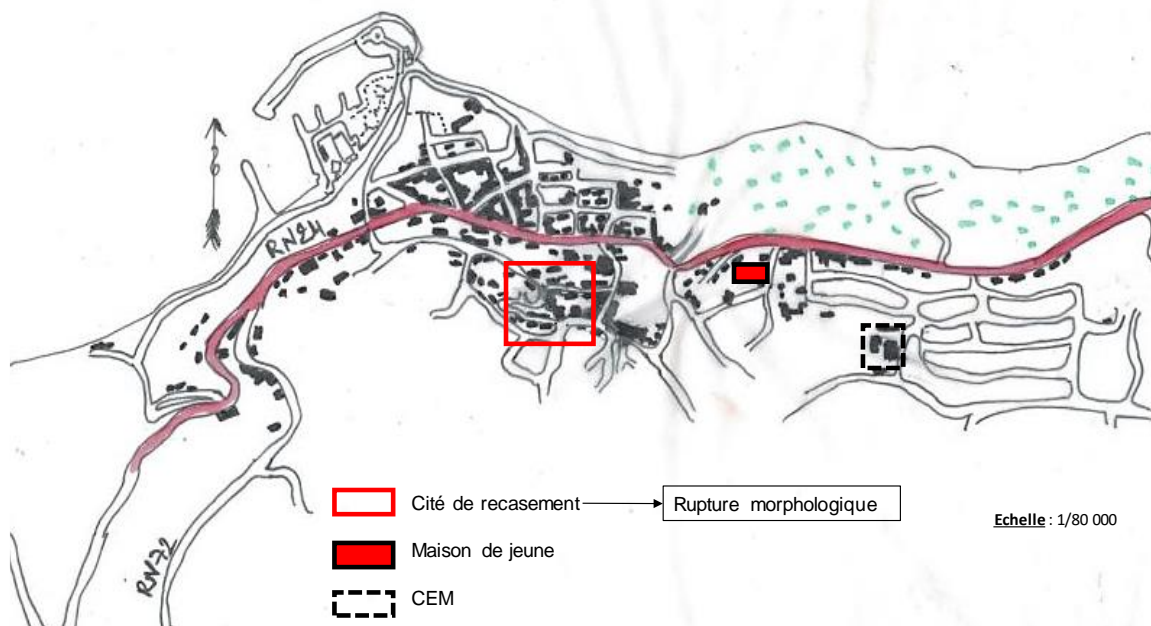 RN24
RN72
Cité de recasement
Rupture morphologique
Echelle : 1/80 000
Maison de jeune
CEM